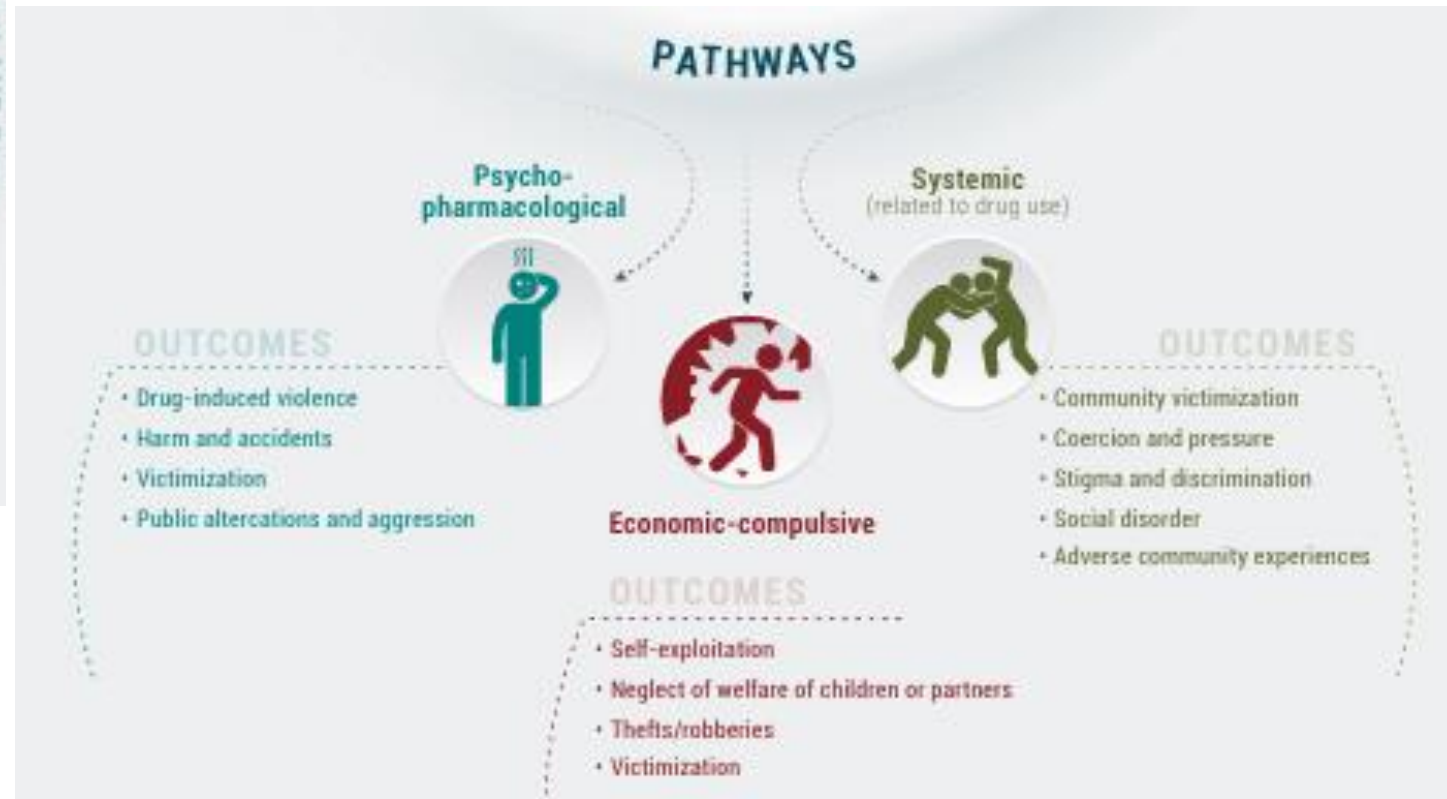 PATHWAYS
Psycho-
pharmacological
OUTCOMES
• Drug-induced violence
• Harm and accidents
• Victimization
• Public altercations and aggression
Economic-compulsive
OUTCOMES
• Self-exploitation
• Neglect of welfare of children or partners
• Thefts/robberies
• Victimization
Systemic
(related to drug use)
OUTCOMES
• Community victimization
• Coercion and pressure
• Stigma and discrimination
• Social disorder
• Adverse community experiences